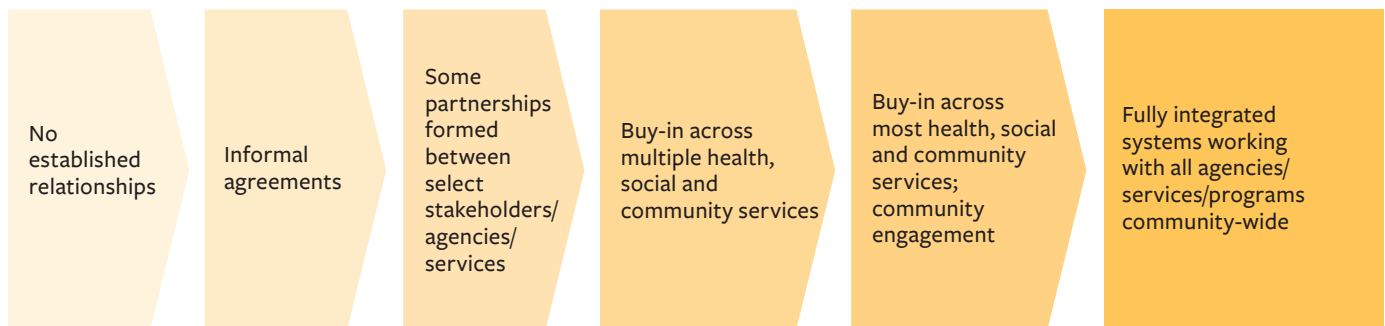 No
established
relationships
Informal
agreements
Some
partnerships
formed
between
select
stakeholders/
agencies/
services
Buy-in across
multiple health,
social and
community services
Buy-in across
most health, social
and community
services;
community
engagement
Fully integrated
systems working
with all agencies/
services/programs
community-wide